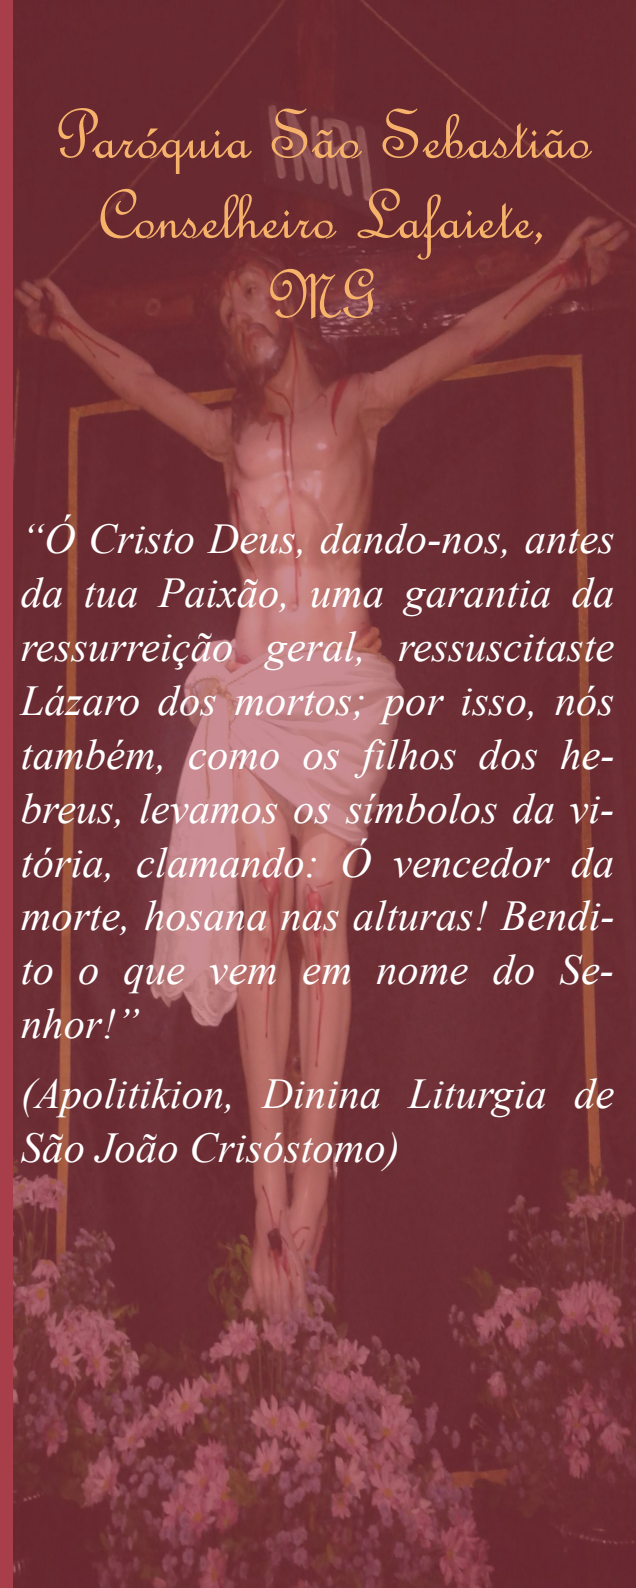 Paróquia São Sebastião
Conselheiro Lafaiete,
MG
INRI
“Ó Cristo Deus, dando-nos, antes
da tua Paixão, uma garantia da
ressurreição geral, ressuscitaste
Lázaro dos mortos; por isso, nós
também, como os filhos dos he-
breus, levamos os símbolos da vi-
tória, clamando: Ó vencedor da
morte, hosana nas alturas! Bendi-
to o que vem em nome do Se-
nhor!”
(Apolitikion, Dinina Liturgia de
São João Crisóstomo)